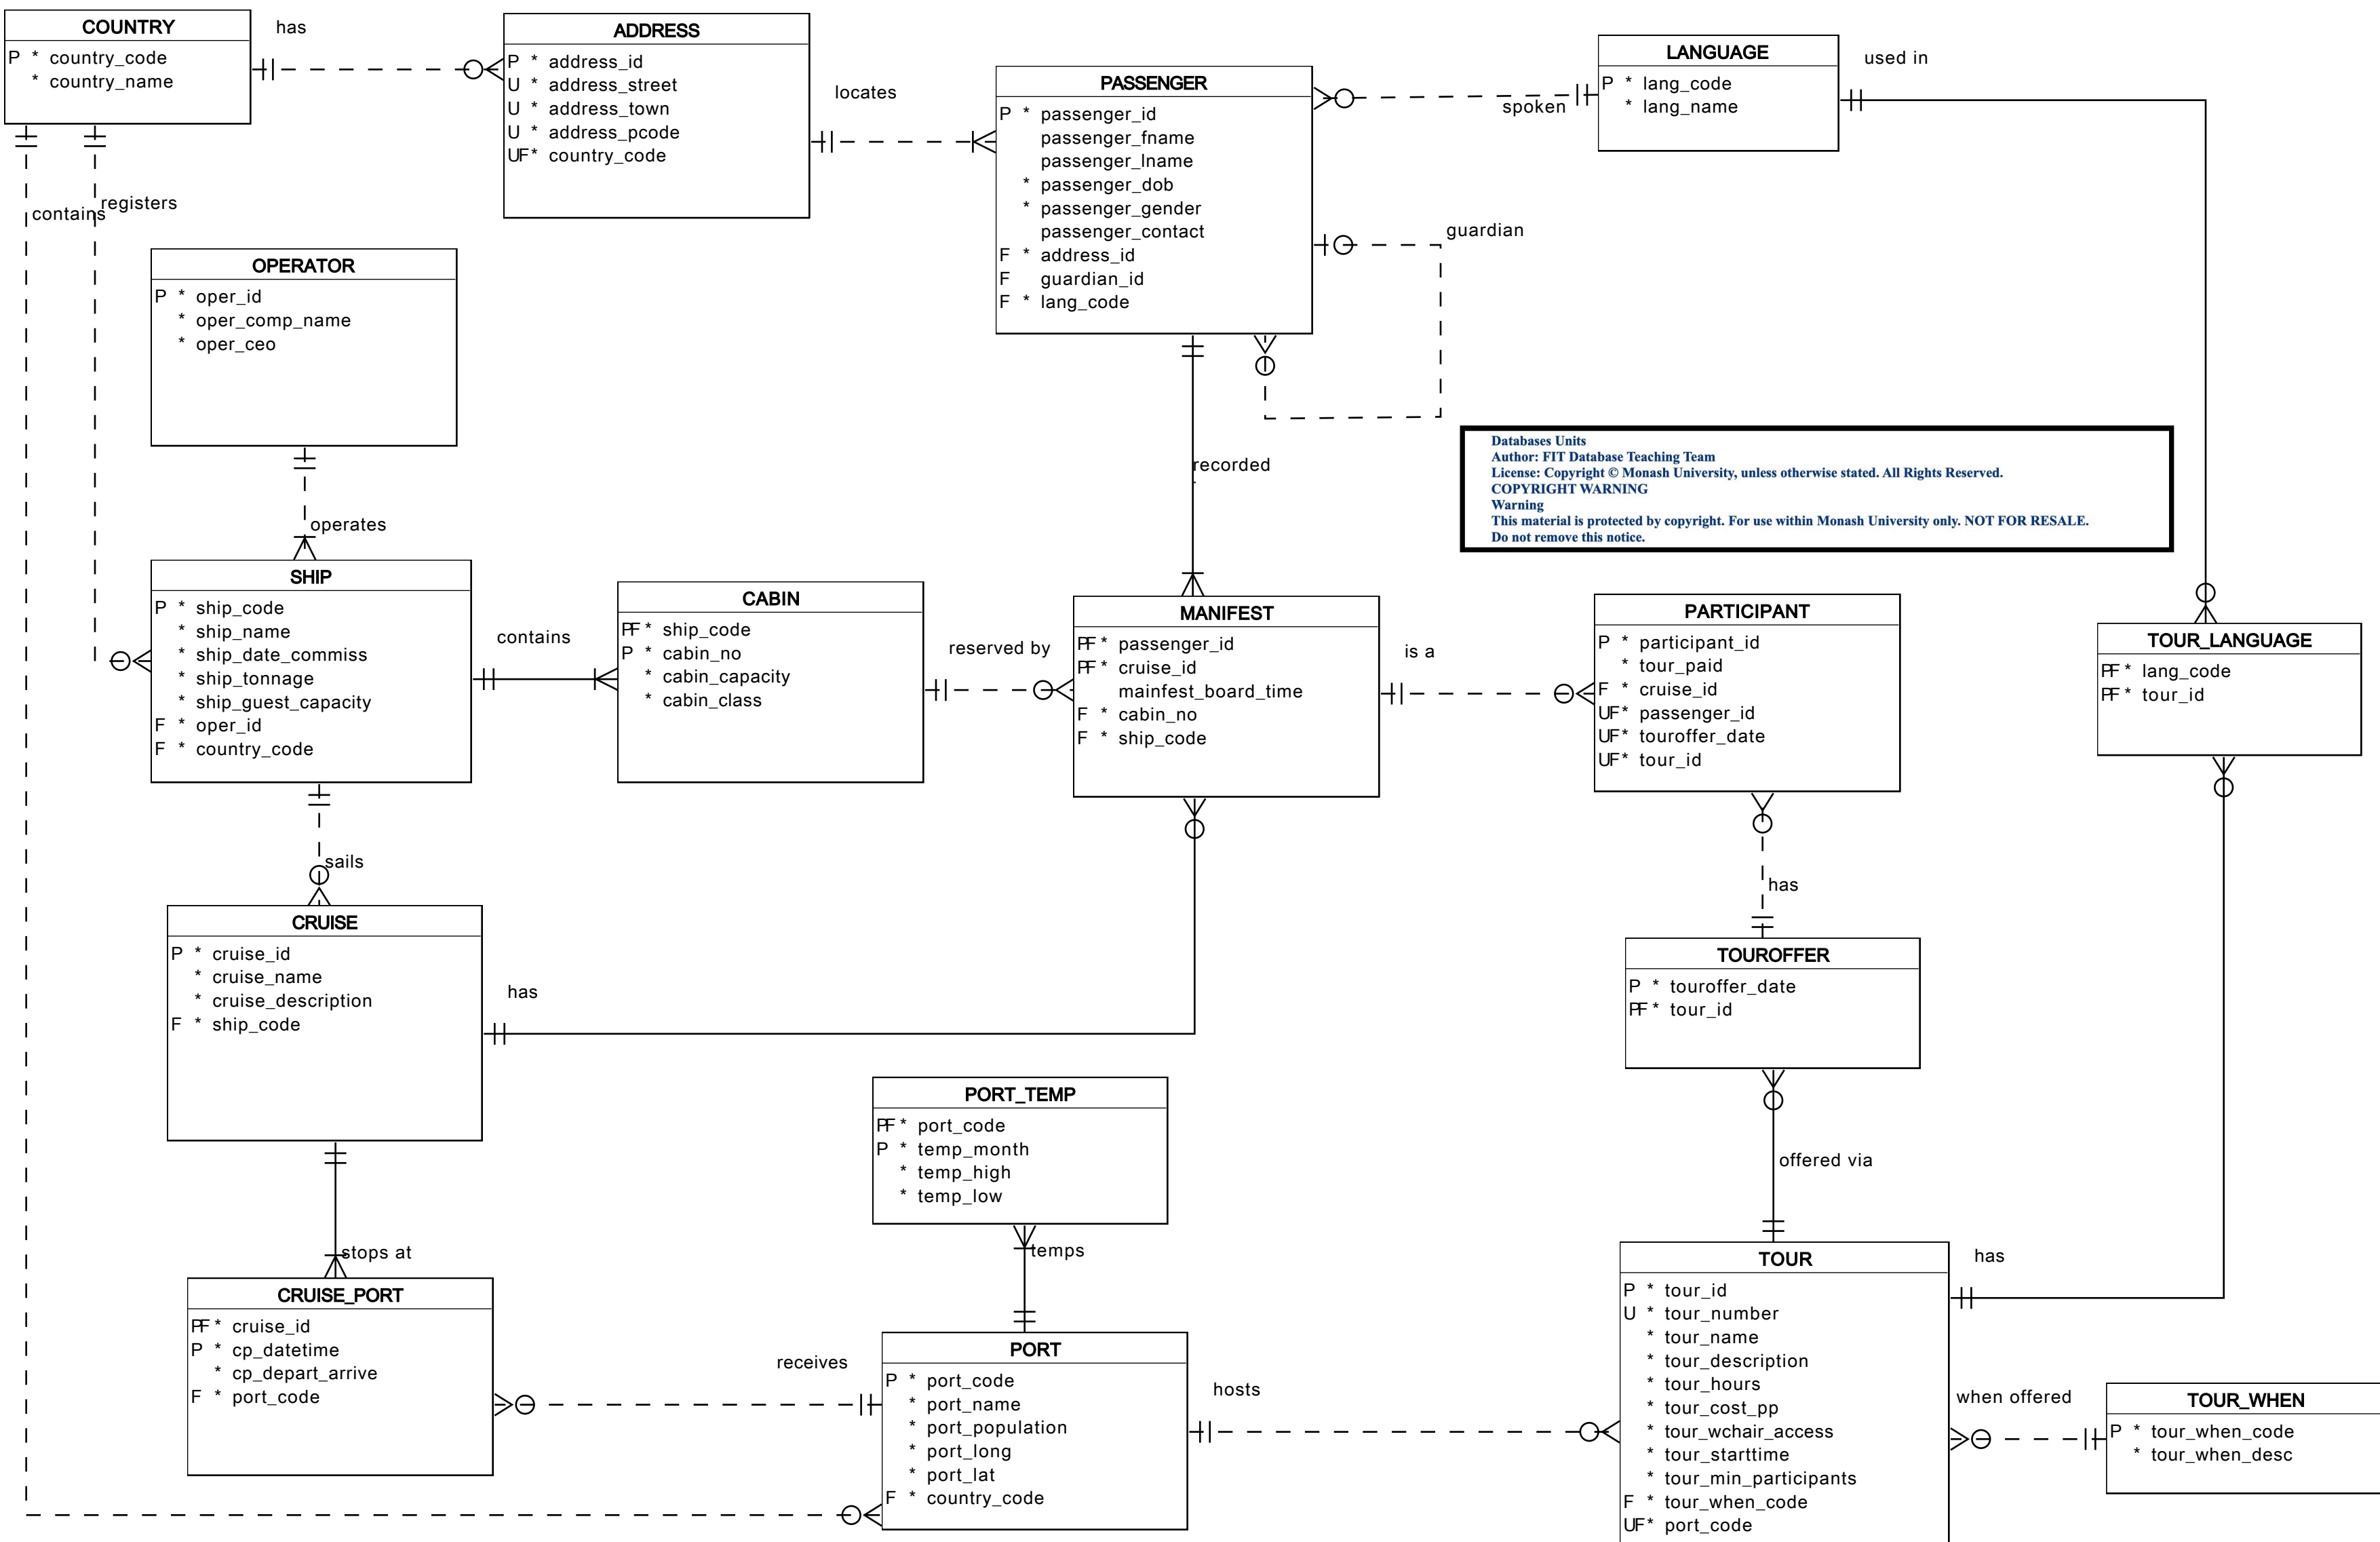 COUNTRY
P * country_code
* country_name
has
ADDRESS
P * address_id
U * address_street
U * address_town
U * address_pcode
UF* country_code
locates
PASSENGER
P * passenger_id
passenger_fname
passenger_lname
* passenger_dob
* passenger_gender
passenger_contact
F * address_id
F guardian_id
F * lang_code
spoken
LANGUAGE
P * lang_code
* lang_name
used in
contains
registers
guardian
OPERATOR
P * oper_id
* oper_comp_name
* oper_ceo
operates
recorded
Databases Units
Author: FIT Database Teaching Team
License: Copyright © Monash University, unless otherwise stated. All Rights Reserved.
COPYRIGHT WARNING
Warning
This material is protected by copyright. For use within Monash University only. NOT FOR RESALE.
Do not remove this notice.
SHIP
P * ship_code
* ship_name
* ship_date_commiss
* ship_tonnage
* ship_guest_capacity
F * oper_id
F * country_code
contains
CABIN
PF * ship_code
P * cabin_no
* cabin_capacity
* cabin_class
reserved by
MANIFEST
PF * passenger_id
PF * cruise_id
mainfest_board_time
F * cabin_no
F * ship_code
is a
PARTICIPANT
P * participant_id
* tour_paid
F * cruise_id
UF* passenger_id
UF* touroffer_date
UF* tour_id
TOUR_LANGUAGE
PF * lang_code
PF * tour_id
sails
has
CRUISE
P * cruise_id
* cruise_name
* cruise_description
F * ship_code
has
TOUROFFER
P * touroffer_date
PF * tour_id
PORT_TEMP
PF * port_code
P * temp_month
* temp_high
* temp_low
offered via
stops at
temps
CRUISE_PORT
PF * cruise_id
P * cp_datetime
* cp_depart_arrive
F * port_code
receives
PORT
P * port_code
* port_name
* port_population
* port_long
* port_lat
F * country_code
hosts
TOUR
P * tour_id
U * tour_number
* tour_name
* tour_description
* tour_hours
* tour_cost_pp
* tour_wchair_access
* tour_starttime
* tour_min_participants
F * tour_when_code
UF* port_code
has
when offered
TOUR_WHEN
P * tour_when_code
* tour_when_desc